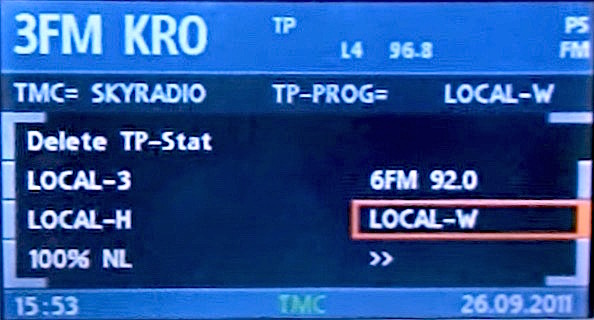 3FM KRO TP PS
L4 96.8 FM
TMC= SKYRADIO TP-PROG= LOCAL-W
Delete TP-Stat
LOCAL-3 6FM 92.0
LOCAL-H LOCAL-W
100% NL >>
15:53 TMC 26.09.2011